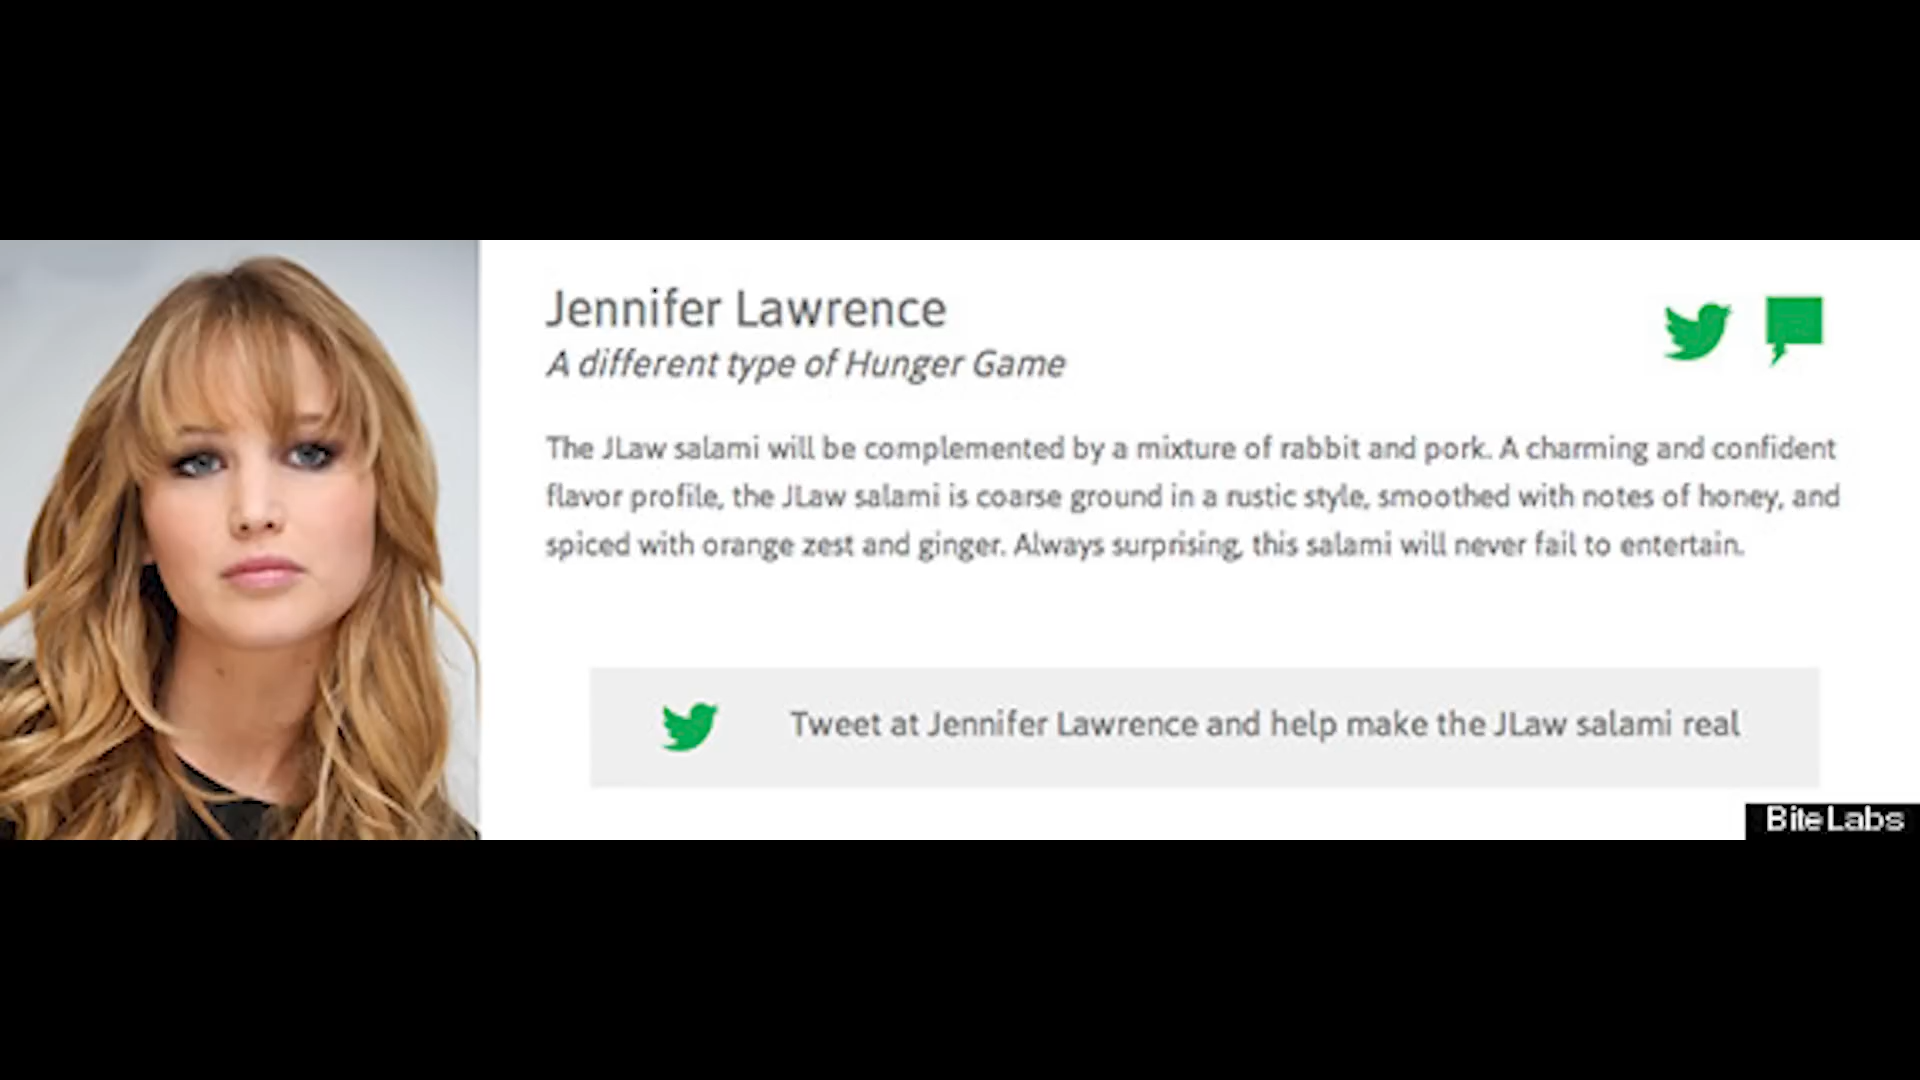 Jennifer Lawrence
A different type of Hunger Game
The JLaw salami will be complemented by a mixture of rabbit and pork. A charming and confident
flavor profile, the JLaw salami is coarse ground in a rustic style, smoothed with notes of honey, and
spiced with orange zest and ginger. Always surprising, this salami will never fail to entertain.
Tweet at Jennifer Lawrence and help make the JLaw salami real
BiteLabs